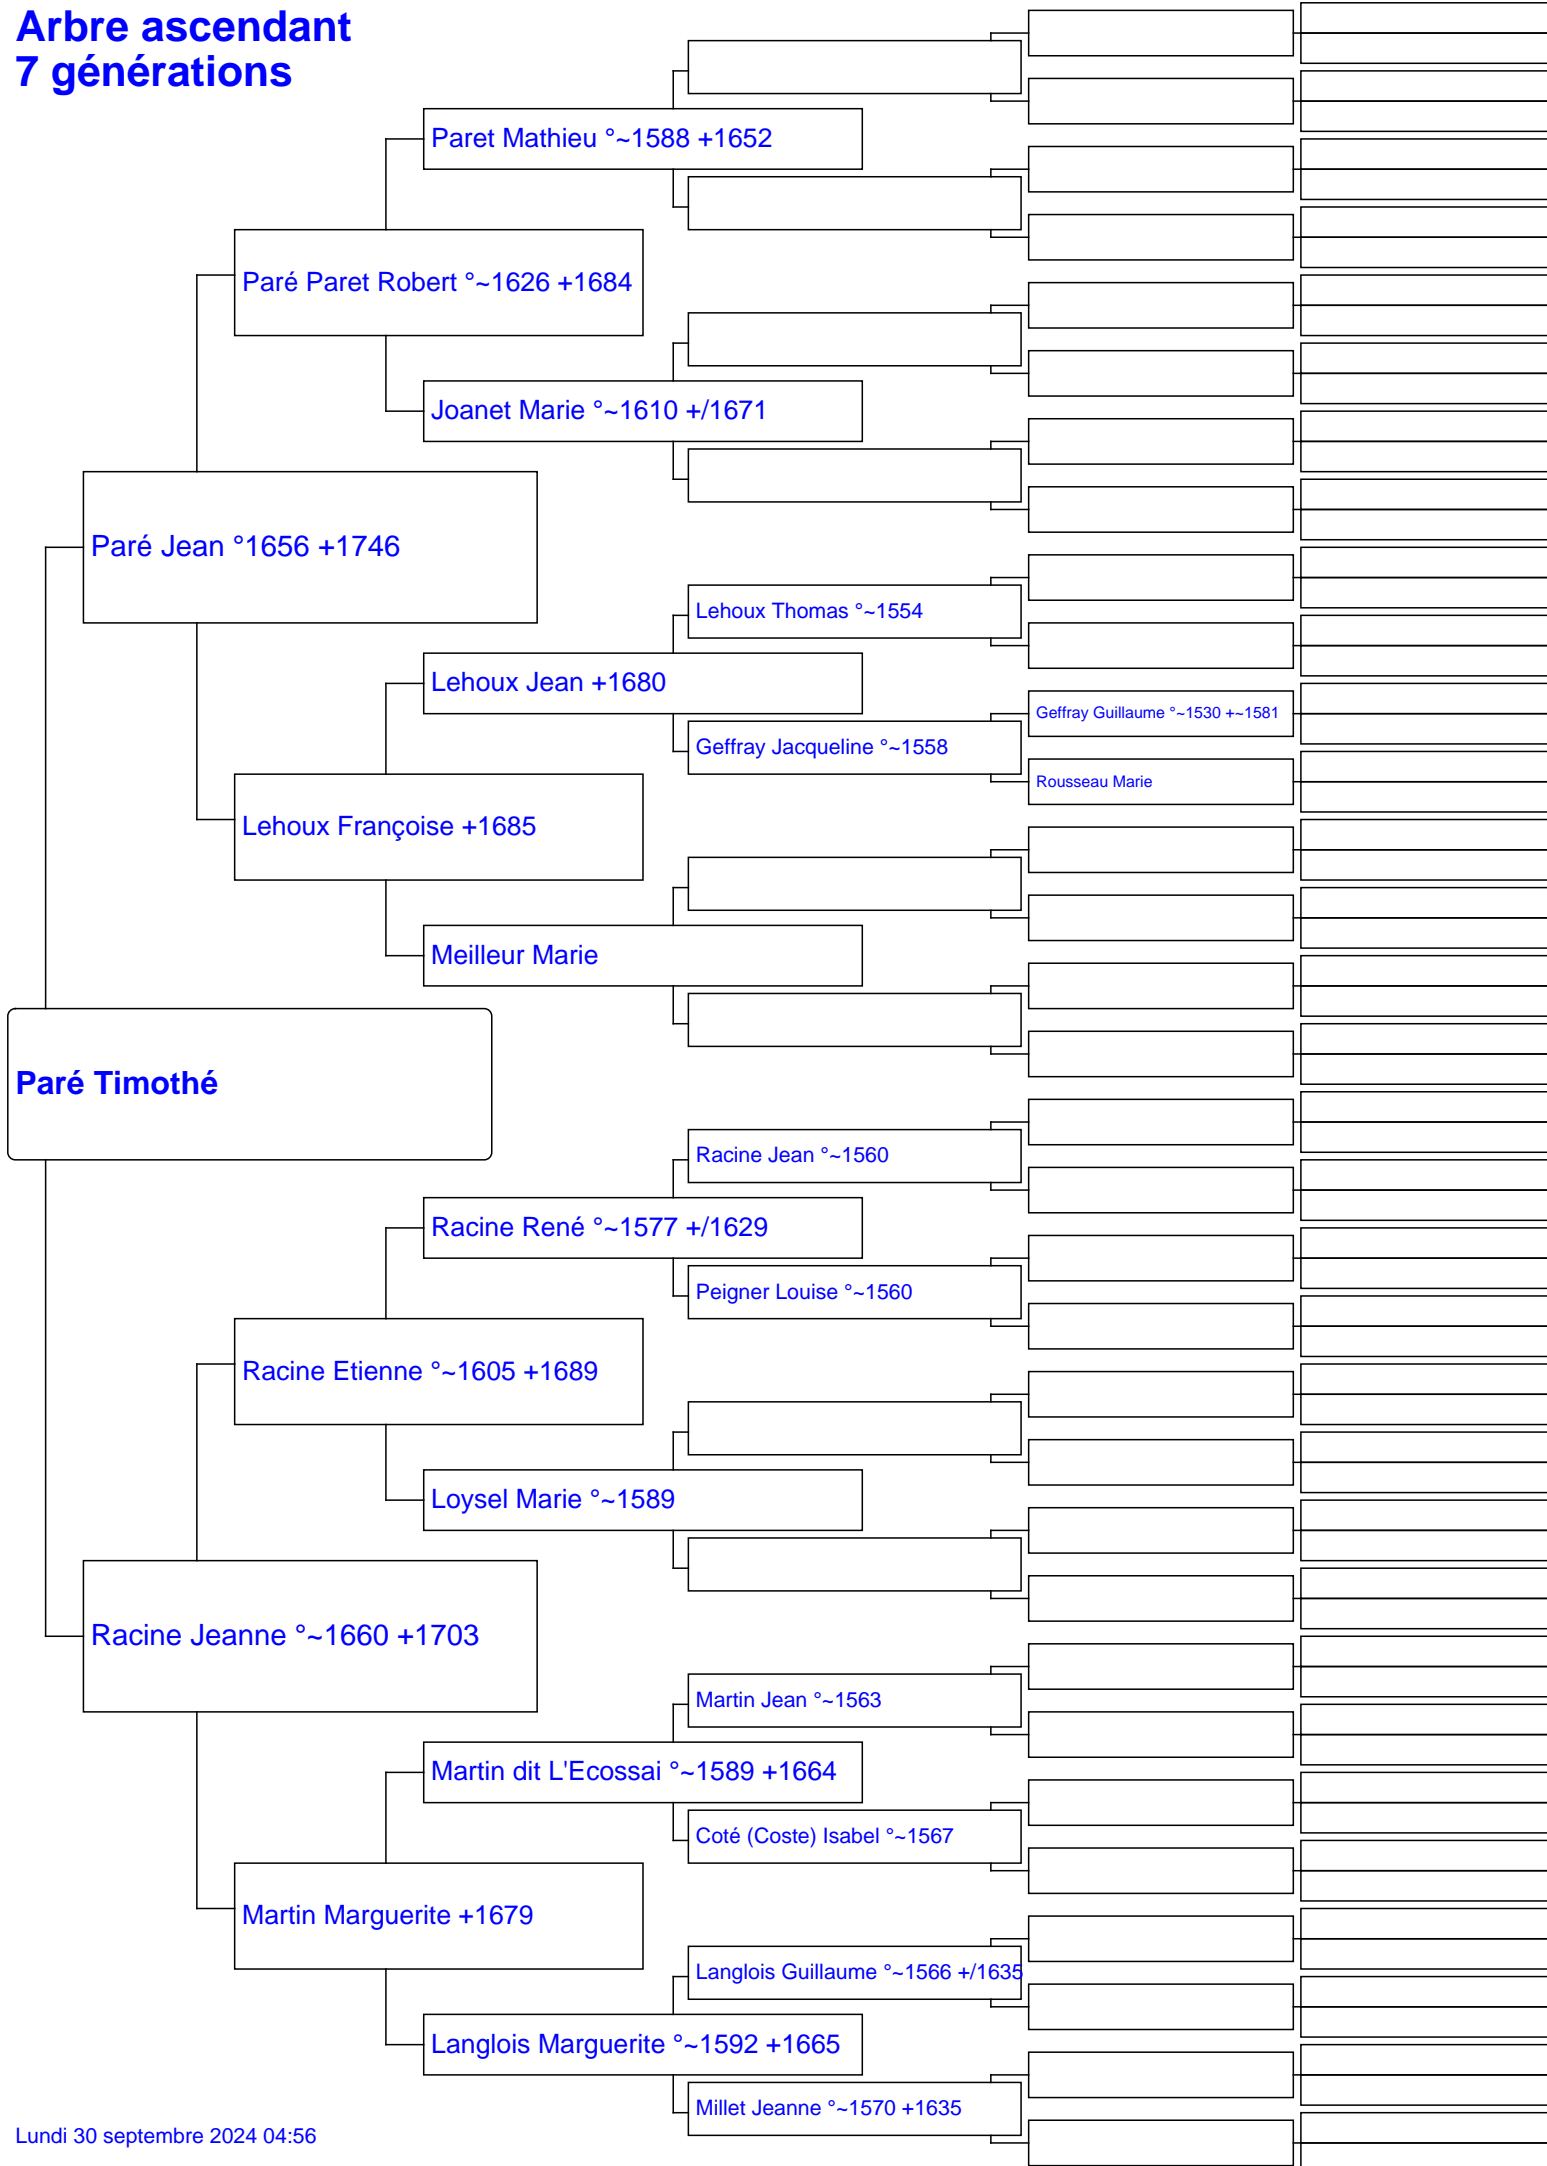 Arbre ascendant
7 générations
Paret Mathieu °~1588 +1652
Paré Paret Robert °~1626 +1684
Joanet Marie °~1610 +/1671
Paré Jean °1656 +1746
Lehoux Thomas °~1554
Lehoux Jean +1680
Geffray Guillaume °~1530 +~1581
Geffray Jacqueline °~1558
Rousseau Marie
Lehoux Françoise +1685
Meilleur Marie
Paré Timothé
Racine Jean °~1560
Racine René °~1577 +/1629
Peigner Louise °~1560
Racine Etienne °~1605 +1689
Loysel Marie °~1589
Racine Jeanne °~1660 +1703
Martin Jean °~1563
Martin dit L'Ecossai °~1589 +1664
Coté (Coste) Isabel °~1567
Martin Marguerite +1679
Langlois Guillaume °~1566 +/1635
Langlois Marguerite °~1592 +1665
Millet Jeanne °~1570 +1635
Lundi 30 septembre 2024 04:56